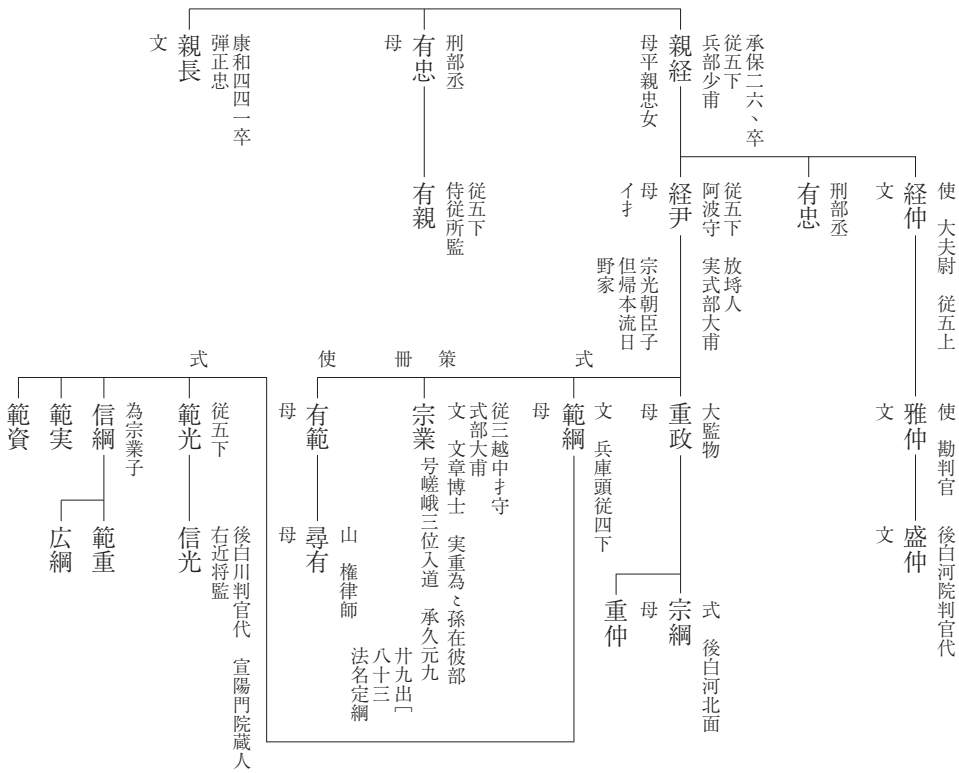 承保二六、卒
従五下
兵部少甫
親経
母平親忠女
刑部丞
有忠
母
康和四四一卒
弾正忠
親長
文
使　大夫尉　従五上
経仲
文
刑部丞
有忠
従五下　放埓人
阿波守　実式部大甫
経尹
母　宗光朝臣子
イオ　但帰本流日
野家
従五下
侍従所監
有親
使　勘判官
雅仲
文
後白河院判官代
盛仲
文
大監物
重政
母
式
文　兵庫頭従四下
範綱
母
策
冊
従三越中オ守
式部大甫
文　文章博士　実重為〻孫在彼部
宗業
号嵯峨三位入道　承久元九
廿九出［
八十三
法名定綱
使
有範
母
山　権律師
尋有
母
式　後白河北面
宗綱
母
重仲
式
従五下
範光
後白川判官代　宣陽門院蔵人
右近将監
信光
為宗業子
信綱
範重
広綱
範実
範資